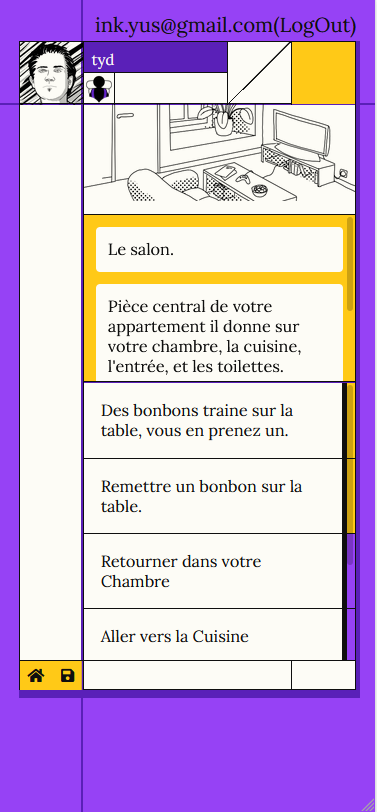 ink.yus@gmail.com(LogOut)
tyd
Le salon.
Pièce central de votre
appartement il donne sur
votre chambre, la cuisine,
l'entrée, et les toilettes.
Des bonbons traine sur la
table, vous en prenez un.
Remettre un bonbon sur la
table.
Retourner dans votre
Chambre
Aller vers la Cuisine